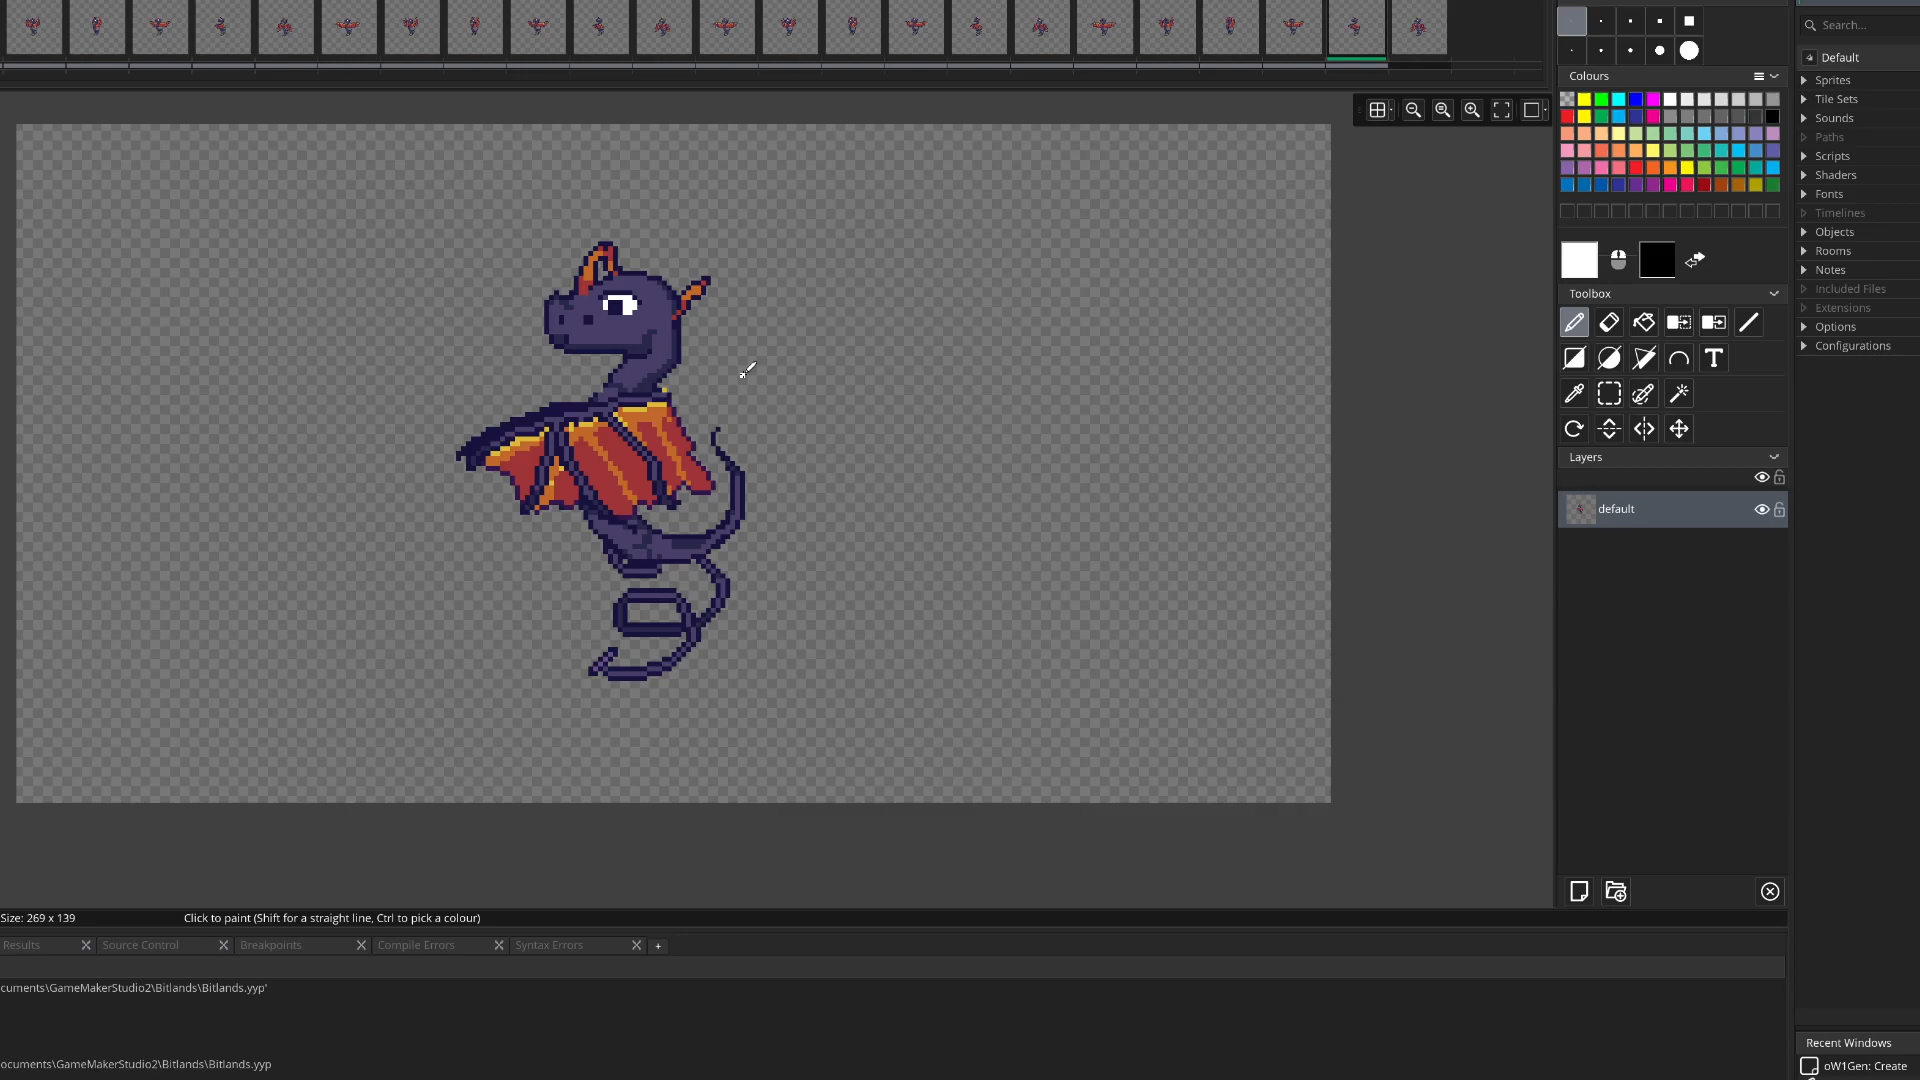 Search...
Colours
Default
Sprites
Tile Sets
Sounds
Paths
Scripts
Shaders
Fonts
Timelines
Objects
Rooms
Notes
Included Files
Extensions
Options
Configurations
Toolbox
T
Layers
default
Size: 269 x 139
Click to paint (Shift for a straight line, Ctrl to pick a colour)
Results
Source Control
Breakpoints
Compile Errors
Syntax Errors
+
cuments\GameMakerStudio2\Bitlands\Bitlands.yyp'
ocuments\GameMakerStudio2\Bitlands\Bitlands.yyp
Recent Windows
oW1Gen: Create